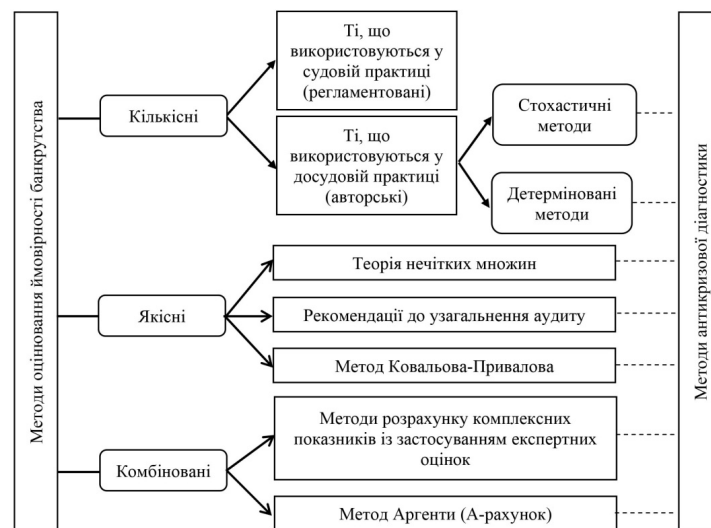 Методи оцінювання ймовірності банкрутства
Кількісні
Ті, що
використовуються у
судовій практиці
(регламентовані)
Ті, що
використовуються у
досудовій практиці
(авторські)
Стохастичні
методи
Детерміновані
методи
Якісні
Теорія нечітких множин
Рекомендації до узагальнення аудиту
Метод Ковальова-Привалова
Комбіновані
Методи розрахунку комплексних
показників із застосуванням експертних
оцінок
Метод Аргенти (А-рахунок)
Методи антикризової діагностики